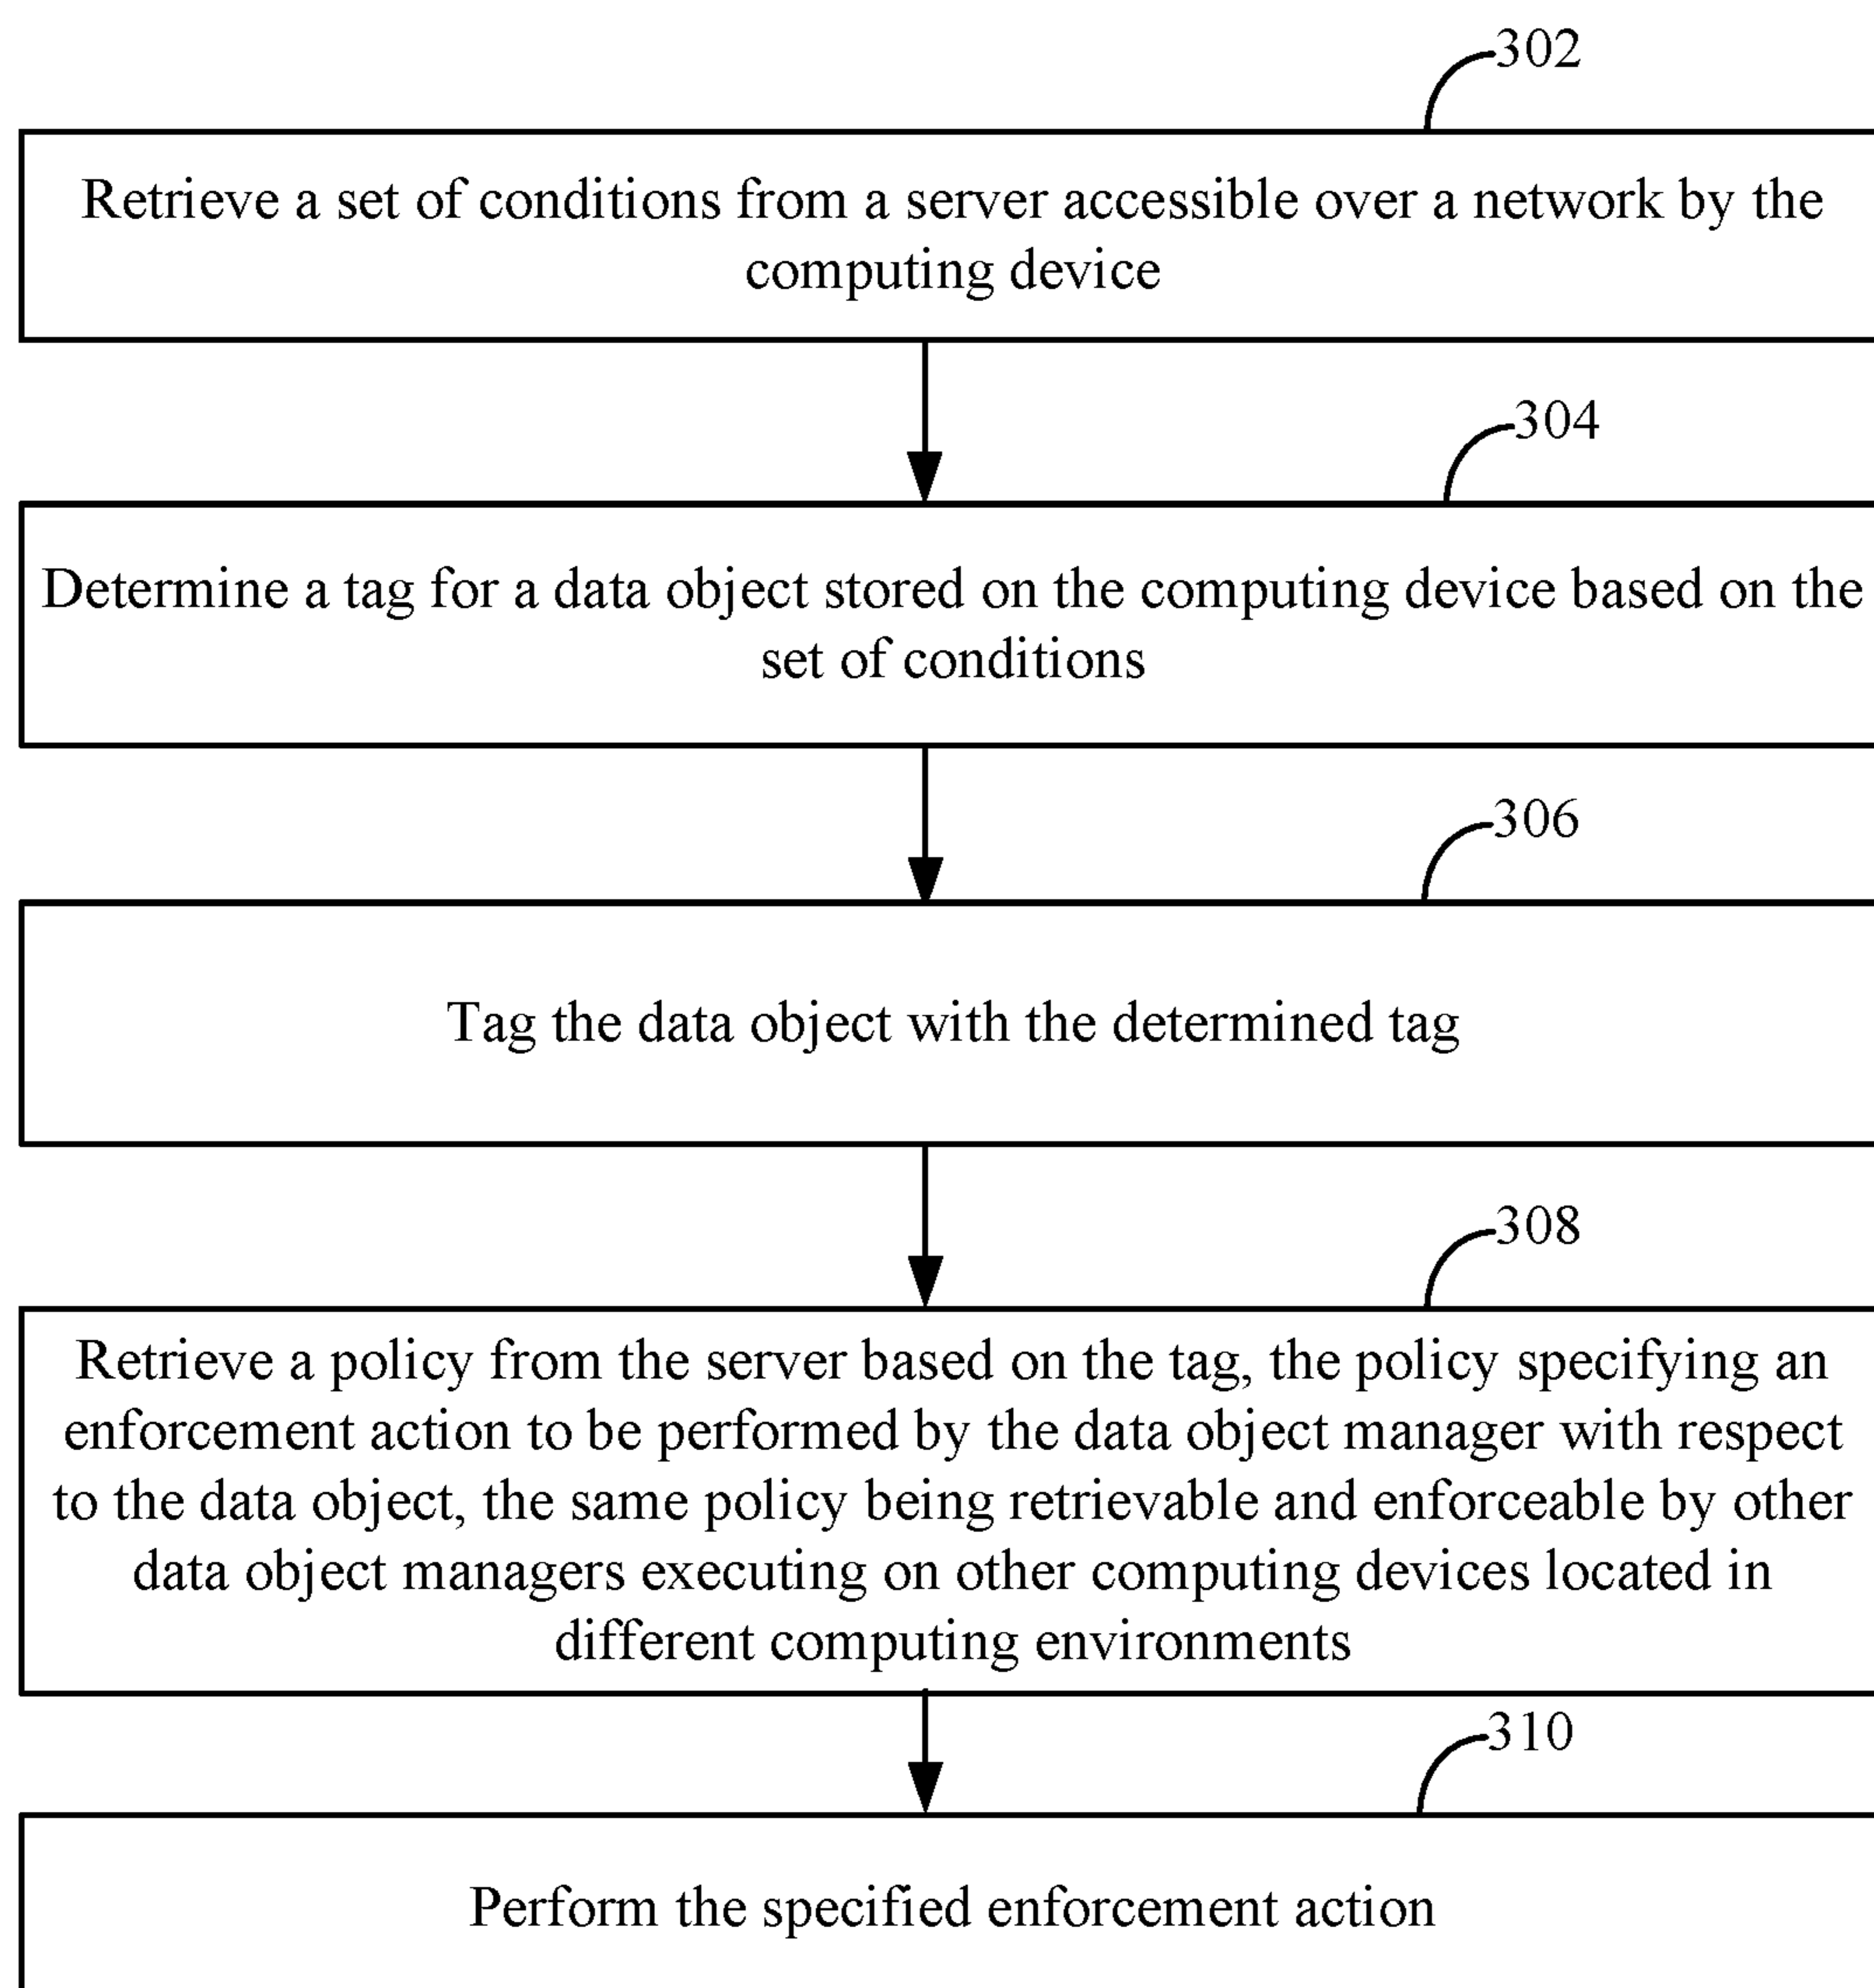 302
Retrieve a set of conditions from a server accessible over a network by the
computing device
304
Determine a tag for a data object stored on the computing device based on the
set of conditions
306
Tag the data object with the determined tag
308
Retrieve a policy from the server based on the tag, the policy specifying an
enforcement action to be performed by the data object manager with respect
to the data object, the same policy being retrievable and enforceable by other
data object managers executing on other computing devices located in
different computing environments
310
Perform the specified enforcement action